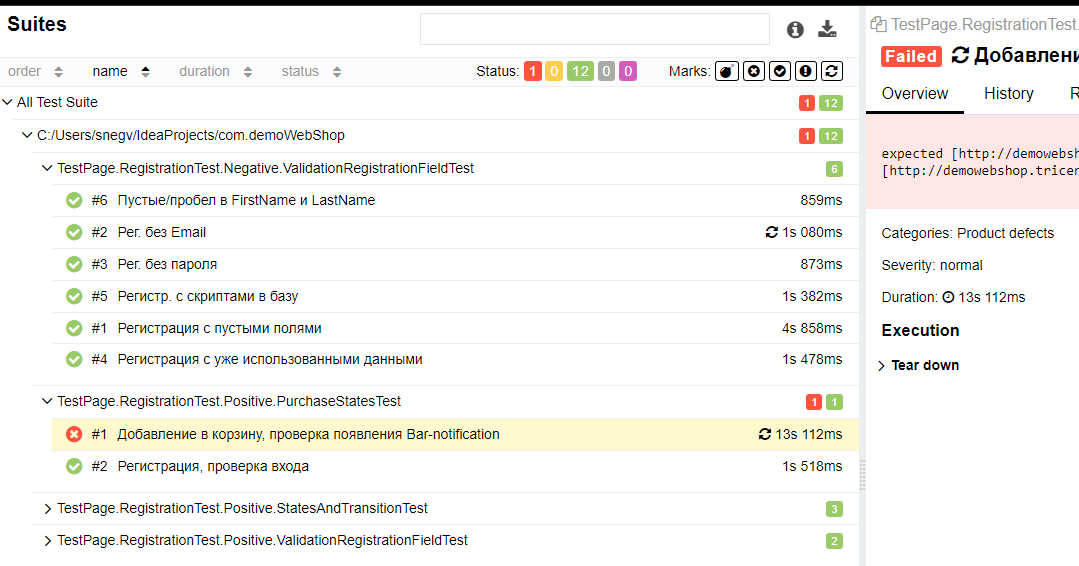 Suites
order name duration status Status: 1 0 12 0 0 Marks:
All Test Suite 1 12
C:/Users/snegv/IdeaProjects/com.demoWebShop 1 12
TestPage.RegistrationTest.Negative.ValidationRegistrationFieldTest 6
#6 Пустые/пробел в FirstName и LastName 859ms
#2 Рег. без Email 1s 080ms
#3 Рег. без пароля 873ms
#5 Регистр. с скриптами в базу 1s 382ms
#1 Регистрация с пустыми полями 4s 858ms
#4 Регистрация с уже использованными данными 1s 478ms
TestPage.RegistrationTest.Positive.PurchaseStatesTest 1 1
#1 Добавление в корзину, проверка появления Bar-notification 13s 112ms
#2 Регистрация, проверка входа 1s 518ms
TestPage.RegistrationTest.Positive.StatesAndTransitionTest 3
TestPage.RegistrationTest.Positive.ValidationRegistrationFieldTest 2
TestPage.RegistrationTest.
Failed Добавлени
Overview History R
expected [http://demowebsh
[http://demowebshop.tricen
Categories: Product defects
Severity: normal
Duration: 13s 112ms
Execution
Tear down